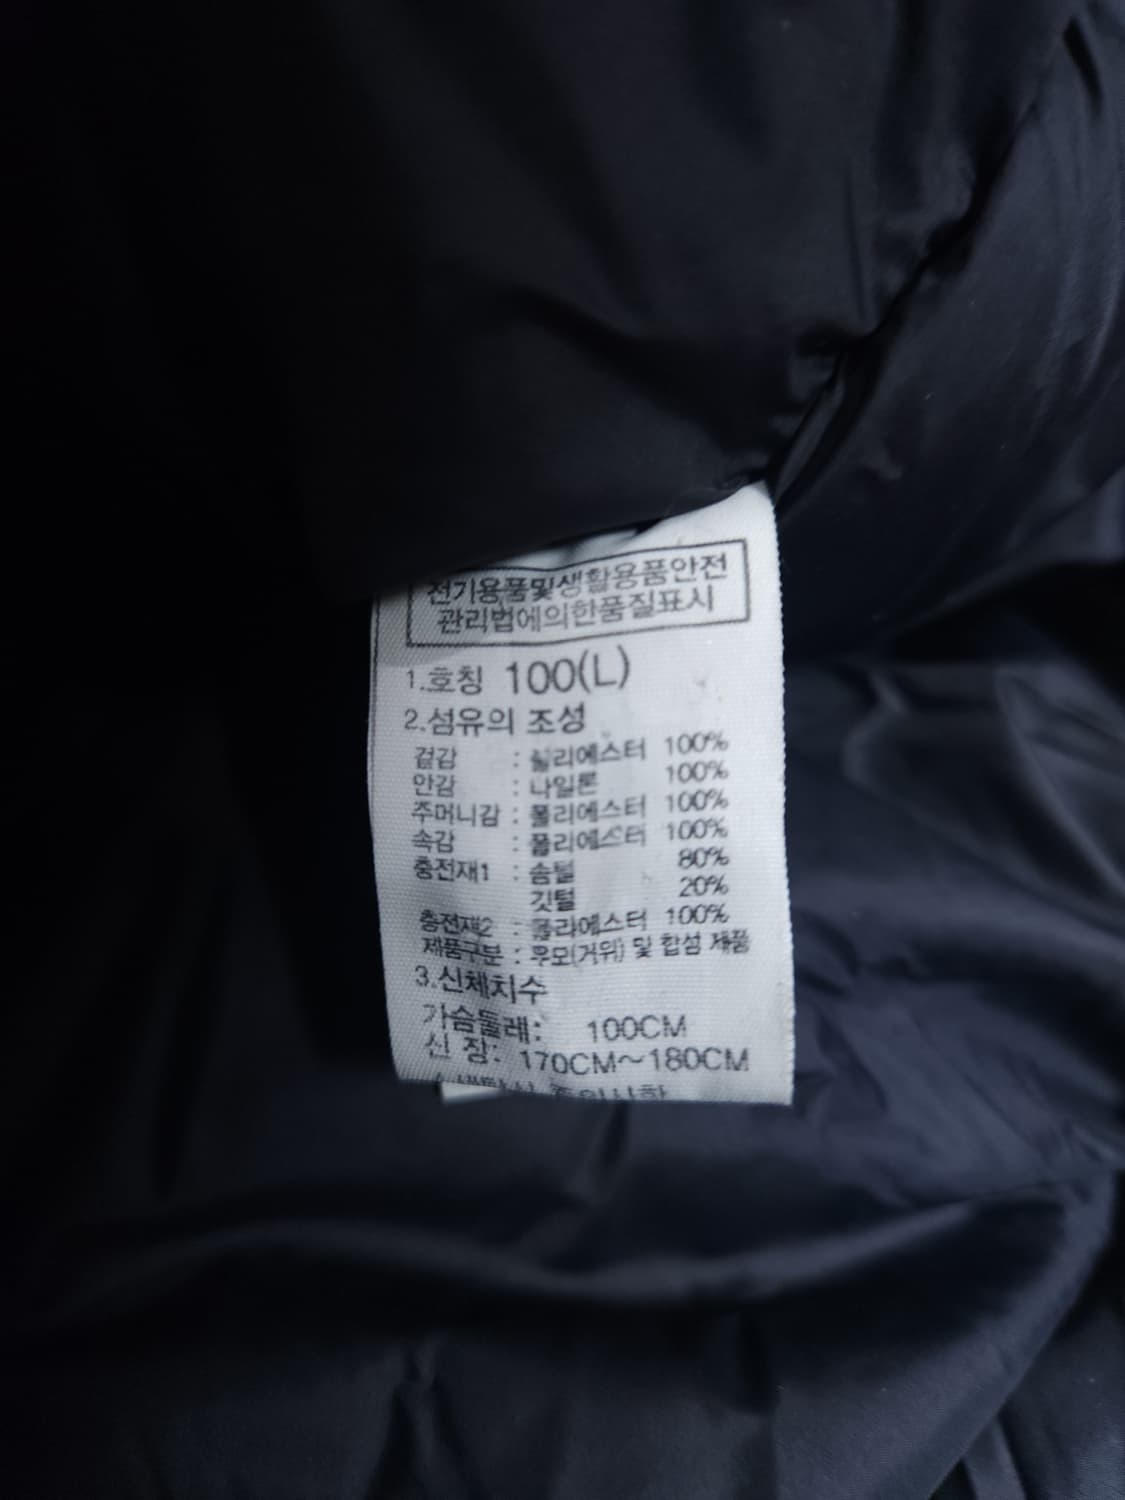 전기용품및생활용품안전
관리법에의한품질표시
1.호칭 100(L)
2.섬유의 조성
겉감 : 폴리에스터 100%
안감 : 나일론 100%
주머니감 : 폴리에스터 100%
속감 : 폴리에스터 100%
충전재1 : 솜털 80%
깃털 20%
충전재2 : 폴리에스터 100%
제품구분 : 우모(거위) 및 합섬 제품
3.신체치수
가슴둘레: 100CM
신 장: 170CM~180CM